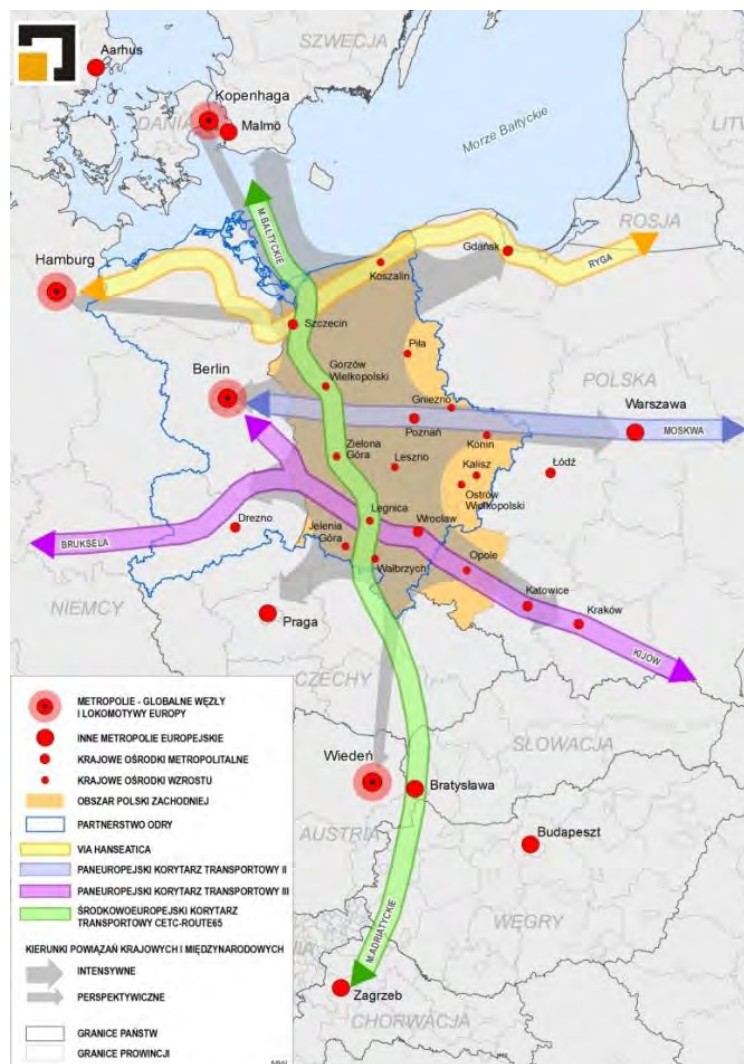 SZWECJA
Aarhus
Kopenhaga
DANIA
Malmö
Morze Bałtyckie
LITW
ROSJA
M.BAŁTYCKIE
Hamburg
Gdańsk
RYGA
Koszalin
Szczecin
Piła
Berlin
Gorzów
Wielkopolski
POLSKA
Gniezno
Warszawa
Poznań
MOSKWA
Konin
Zielona
Góra
Leszno
Kalisz
Łódź
Ostrów
Wielkopolski
Legnica
Drezno
Jelenia
Góra
Wrocław
BRUKSELA
Wałbrzych
Opole
NIEMCY
Katowice
Praga
Kraków
KIJÓW
CZECHY
SŁOWACJA
Wiedeń
Bratysława
AUSTRIA
Budapeszt
WĘGRY
M.ADRIATYCKIE
NIA
Zagrzeb
CHORWACJA
METROPOLIE - GLOBALNE WĘZŁY
I LOKOMOTYWY EUROPY
INNE METROPOLIE EUROPEJSKIE
KRAJOWE OŚRODKI METROPOLITALNE
KRAJOWE OŚRODKI WZROSTU
OBSZAR POLSKI ZACHODNIEJ
PARTNERSTWO ODRY
VIA HANSEATICA
PANEUROPEJSKI KORYTARZ TRANSPORTOWY II
PANEUROPEJSKI KORYTARZ TRANSPORTOWY III
ŚRODKOWOEUROPEJSKI KORYTARZ
TRANSPORTOWY CETC-ROUTE65
KIERUNKI POWIĄZAŃ KRAJOWYCH I MIĘDZYNARODOWYCH
INTENSYWNE
PERSPEKTYWICZNE
GRANICE PAŃSTW
GRANICE PROWINCJI